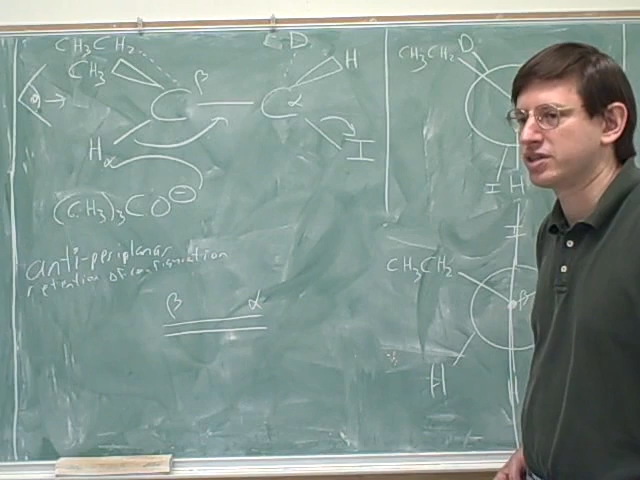 CH3CH2
D
H
CH3
β
C
C α
Hα
I
(CH3)3CO⊖
anti-periplanar
retention of configuration
β α
CH3CH2 D
I H
I
CH3CH2
β
H